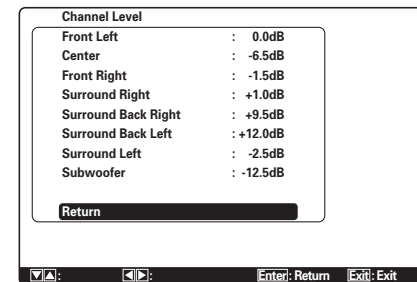 Channel Level
Front Left : 0.0dB
Center : -6.5dB
Front Right : -1.5dB
Surround Right : +1.0dB
Surround Back Right : +9.5dB
Surround Back Left : +12.0dB
Surround Left : -2.5dB
Subwoofer : -12.5dB
Return
▼▲: ◀▶: Enter: Return Exit: Exit